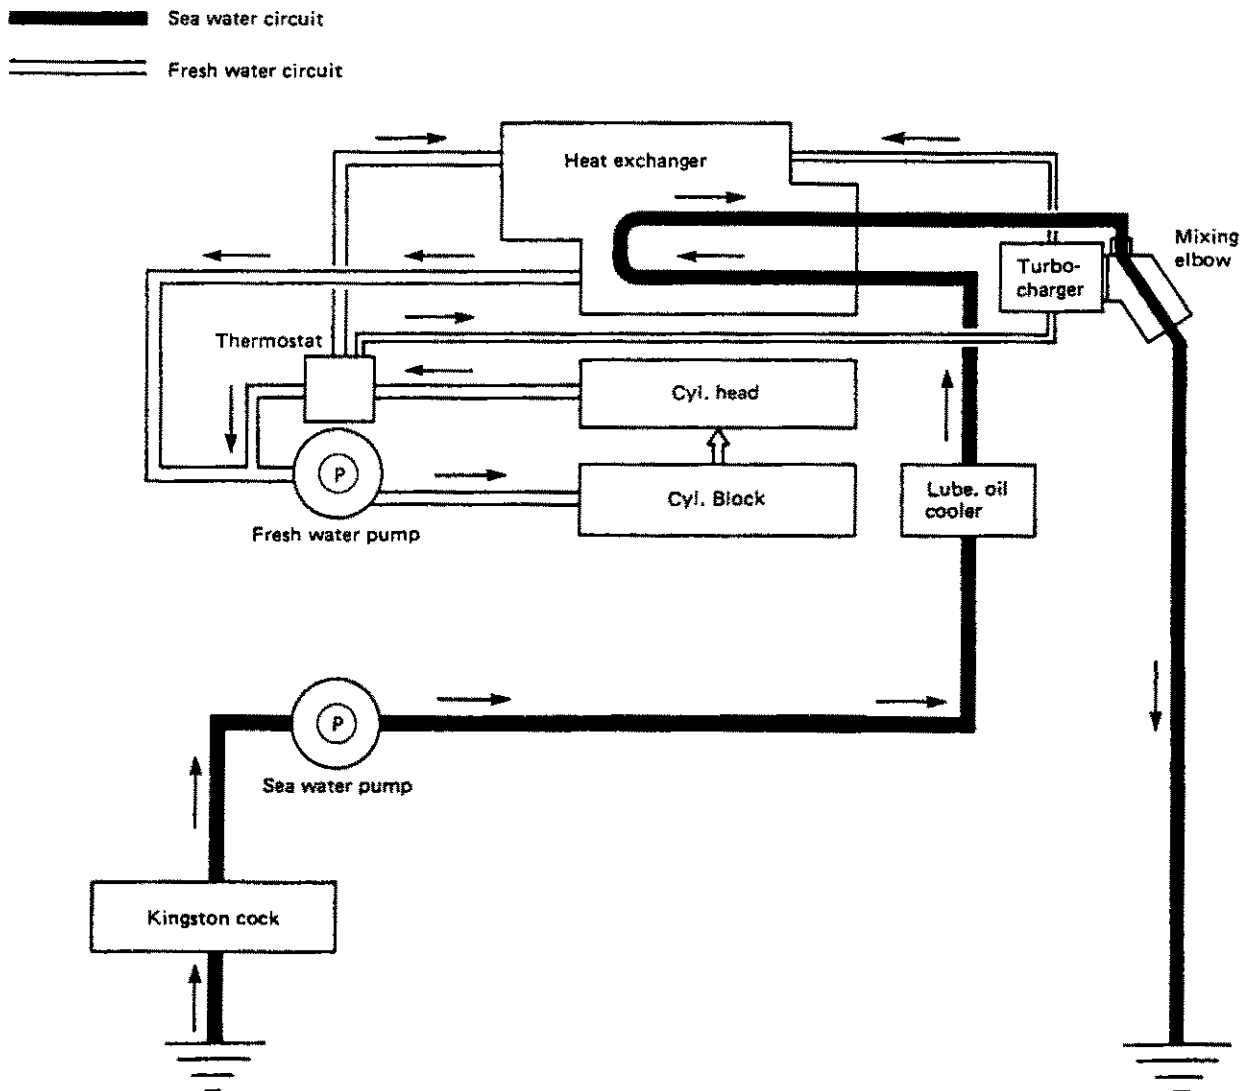 Sea water circuit
Fresh water circuit
Heat exchanger
Mixing
elbow
Turbo-
charger
Thermostat
Cyl. head
P
Cyl. Block
Lube. oil
cooler
Fresh water pump
P
Sea water pump
Kingston cock